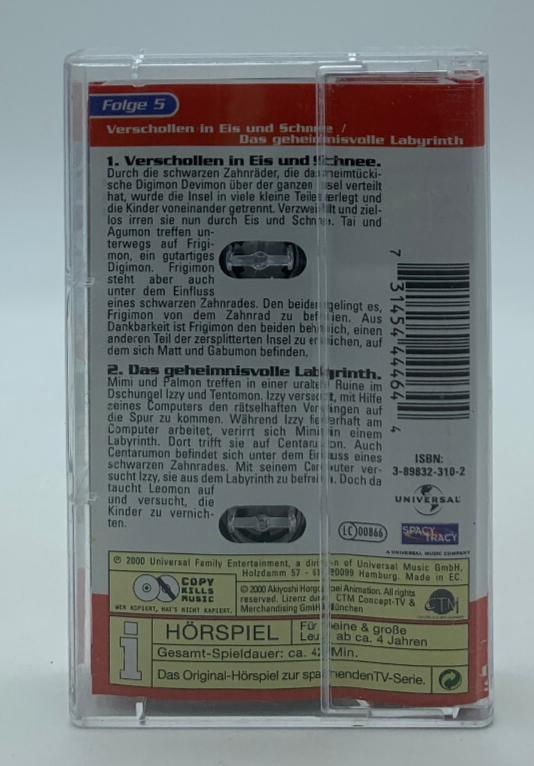 Folge 5
Verschollen in Eis und Schnee /
Das geheimnisvolle Labyrinth
1. Verschollen in Eis und Schnee.
Durch die schwarzen Zahnräder, die das heimtücki-
sche Digimon Devimon über der ganzen Insel verteilt
hat, wurde die Insel in viele kleine Teile zerlegt und
die Kinder voneinander getrennt. Verzweifelt und ziel-
los irren sie nun durch Eis und Schnee. Tai und
Agumon treffen un-
terwegs auf Frigi-
mon, ein gutartiges
Digimon. Frigimon
steht aber auch
unter dem Einfluss
eines schwarzen Zahnrades. Den beiden gelingt es,
Frigimon von dem Zahnrad zu befreien. Aus
Dankbarkeit ist Frigimon den beiden behilflich, einen
anderen Teil der zersplitterten Insel zu erreichen, auf
dem sich Matt und Gabumon befinden.
2. Das geheimnisvolle Labyrinth.
Mimi und Palmon treffen in einer uralten Ruine im
Dschungel Izzy und Tentomon. Izzy versucht, mit Hilfe
seines Computers den rätselhaften Vorgängen auf
die Spur zu kommen. Während Izzy fieberhaft am
Computer arbeitet, verirrt sich Mimi in einem
Labyrinth. Dort trifft sie auf Centarumon. Auch
Centarumon befindet sich unter dem Einfluss eines
schwarzen Zahnrades. Mit seinem Computer ver-
sucht Izzy, sie aus dem Labyrinth zu befreien. Doch da
taucht Leomon auf
und versucht, die
Kinder zu vernich-
ten.
7 31454 44464 4
ISBN:
3-89832-310-2
UNIVERSAL
LC 00866
SPACY TRACY
A UNIVERSAL MUSIC COMPANY
℗ 2000 Universal Family Entertainment, a division of Universal Music GmbH,
Holzdamm 57 - 61, 20099 Hamburg. Made in EC.
COPY
KILLS
MUSIC
WER KOPIERT, HAT'S NICHT KAPIERT.
© 2000 Akiyoshi Hongo, Toei Animation. All rights
reserved. Lizenz durch CTM Concept-TV &
Merchandising GmbH München
CTM
i
HÖRSPIEL
Für kleine & große
Leute ab ca. 4 Jahren
Gesamt-Spieldauer: ca. 42 Min.
Das Original-Hörspiel zur spannenden TV-Serie.